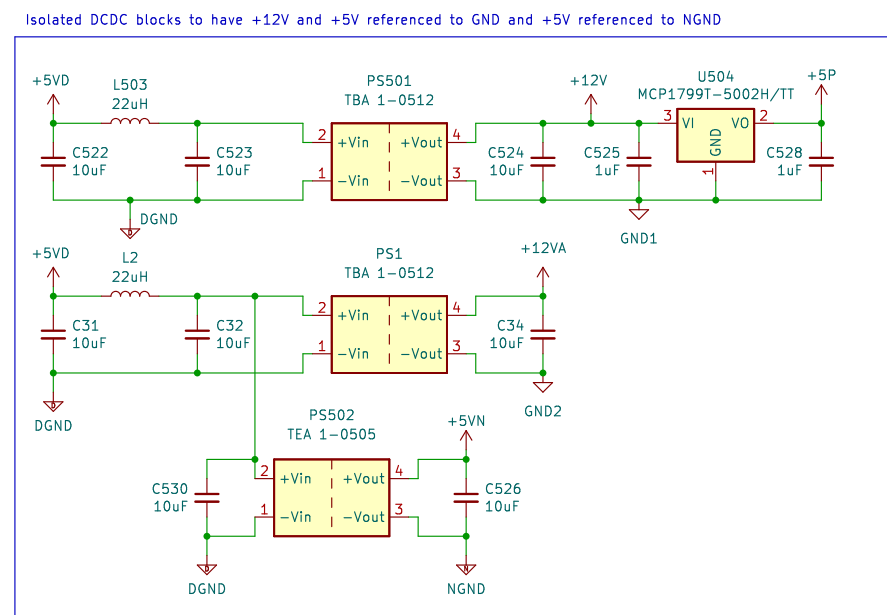 Isolated DCDC blocks to have +12V and +5V referenced to GND and +5V referenced to NGND
+5VD
L503
22uH
PS501
TBA 1-0512
+12V
U504
MCP1799T-5002H/TT
+5P
C522
10uF
C523
10uF
2
+Vin
+Vout
4
1
-Vin
-Vout
3
C524
10uF
C525
1uF
3
VI
VO
2
GND
1
C528
1uF
D
DGND
GND1
+5VD
L2
22uH
PS1
TBA 1-0512
+12VA
C31
10uF
C32
10uF
2
+Vin
+Vout
4
1
-Vin
-Vout
3
C34
10uF
D
DGND
GND2
PS502
TEA 1-0505
+5VN
C530
10uF
2
+Vin
+Vout
4
1
-Vin
-Vout
3
C526
10uF
D
DGND
N
NGND